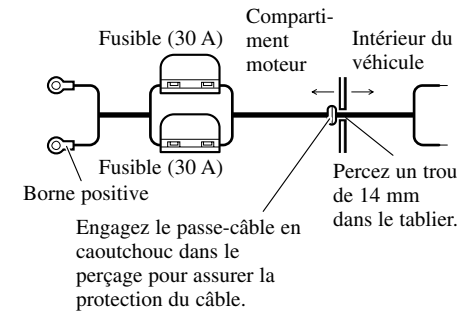 Fusible (30 A)
Comparti-
ment
moteur
Intérieur du
véhicule
Fusible (30 A)
Borne positive
Percez un trou
de 14 mm
dans le tablier.
Engagez le passe-câble en
caoutchouc dans le
perçage pour assurer la
protection du câble.